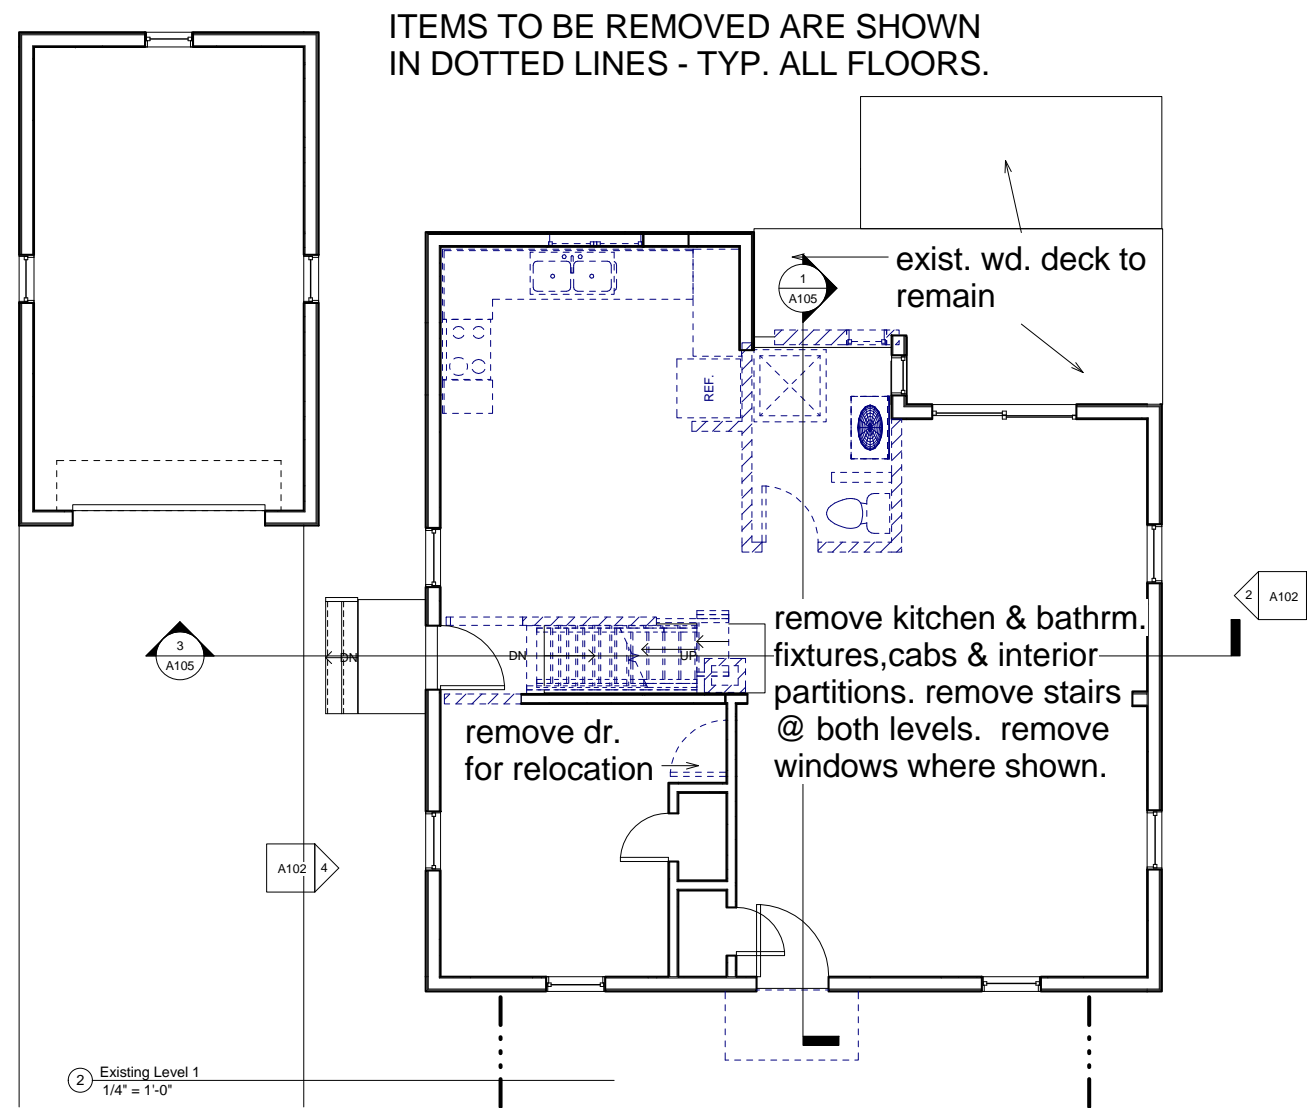 ITEMS TO BE REMOVED ARE SHOWN
IN DOTTED LINES - TYP. ALL FLOORS.
exist. wd. deck to
remain
1
A105
REF.
2
A102
3
A105
DN
DN
UP
remove kitchen & bathrm.
fixtures,cabs & interior
partitions. remove stairs
@ both levels.  remove
windows where shown.
remove dr.
for relocation
A102
4
2
Existing Level 1
1/4" = 1'-0"